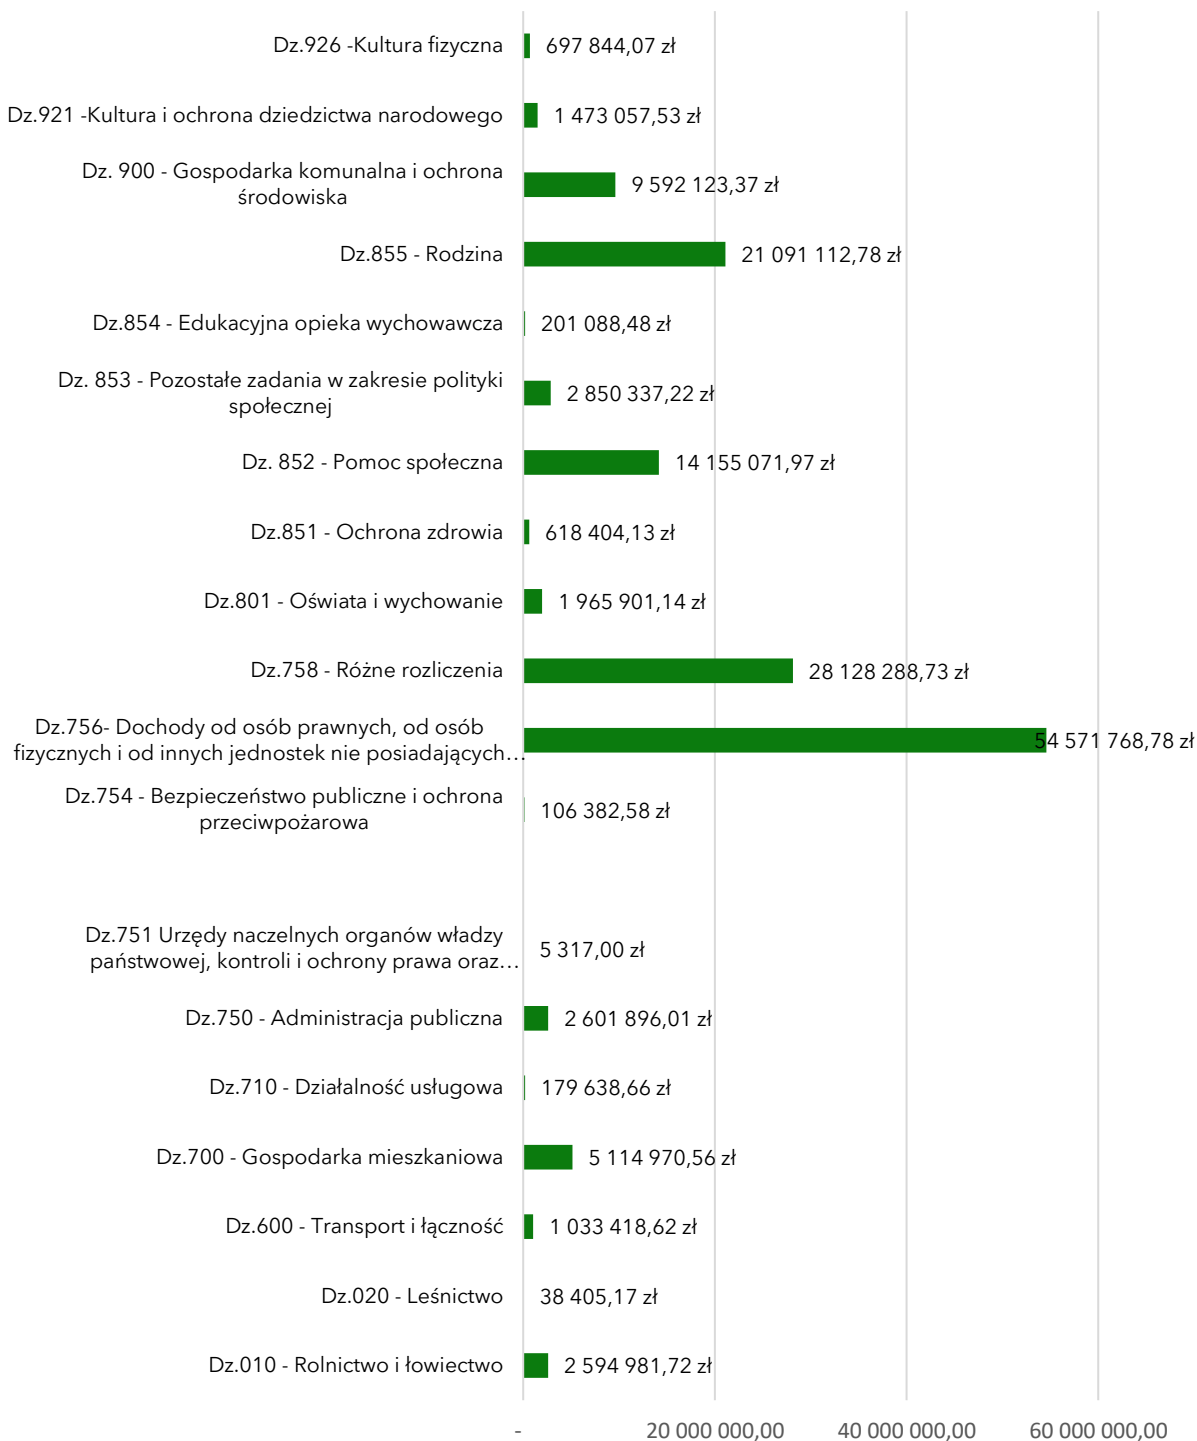 Dz.926 -Kultura fizyczna
697 844,07 zł
Dz.921 -Kultura i ochrona dziedzictwa narodowego
1 473 057,53 zł
Dz. 900 - Gospodarka komunalna i ochrona
środowiska
9 592 123,37 zł
Dz.855 - Rodzina
21 091 112,78 zł
Dz.854 - Edukacyjna opieka wychowawcza
201 088,48 zł
Dz. 853 - Pozostałe zadania w zakresie polityki
społecznej
2 850 337,22 zł
Dz. 852 - Pomoc społeczna
14 155 071,97 zł
Dz.851 - Ochrona zdrowia
618 404,13 zł
Dz.801 - Oświata i wychowanie
1 965 901,14 zł
Dz.758 - Różne rozliczenia
28 128 288,73 zł
Dz.756- Dochody od osób prawnych, od osób
fizycznych i od innych jednostek nie posiadających…
54 571 768,78 zł
Dz.754 - Bezpieczeństwo publiczne i ochrona
przeciwpożarowa
106 382,58 zł
Dz.751 Urzędy naczelnych organów władzy
państwowej, kontroli i ochrony prawa oraz…
5 317,00 zł
Dz.750 - Administracja publiczna
2 601 896,01 zł
Dz.710 - Działalność usługowa
179 638,66 zł
Dz.700 - Gospodarka mieszkaniowa
5 114 970,56 zł
Dz.600 - Transport i łączność
1 033 418,62 zł
Dz.020 - Leśnictwo
38 405,17 zł
Dz.010 - Rolnictwo i łowiectwo
2 594 981,72 zł
- 20 000 000,00 40 000 000,00 60 000 000,00